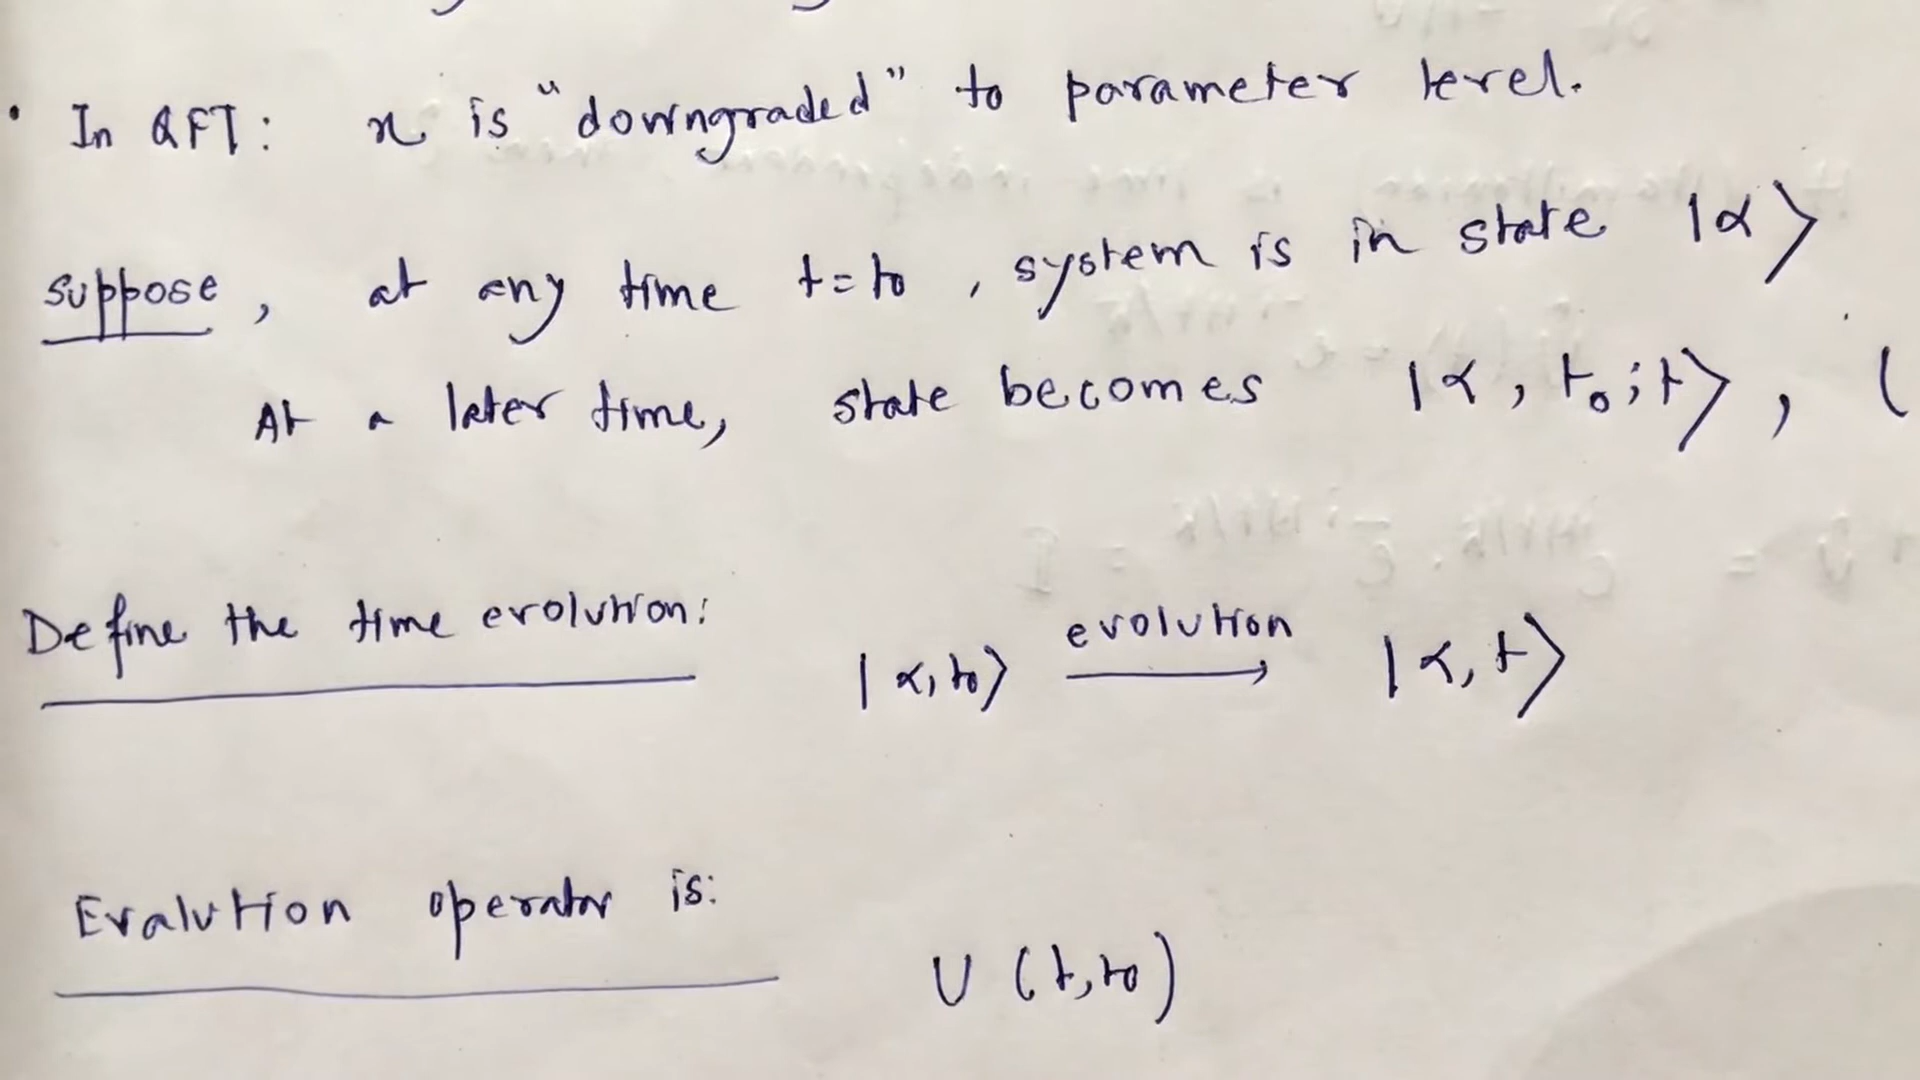 • In QFT: x is "downgraded" to parameter level.
suppose, at any time t=t₀, system is in state |α⟩
At a later time, state becomes |α, t₀;t⟩, (
Define the time evolution: |α,t₀⟩ evolution → |α,t⟩
Evalution operator is:
U (t,t₀)